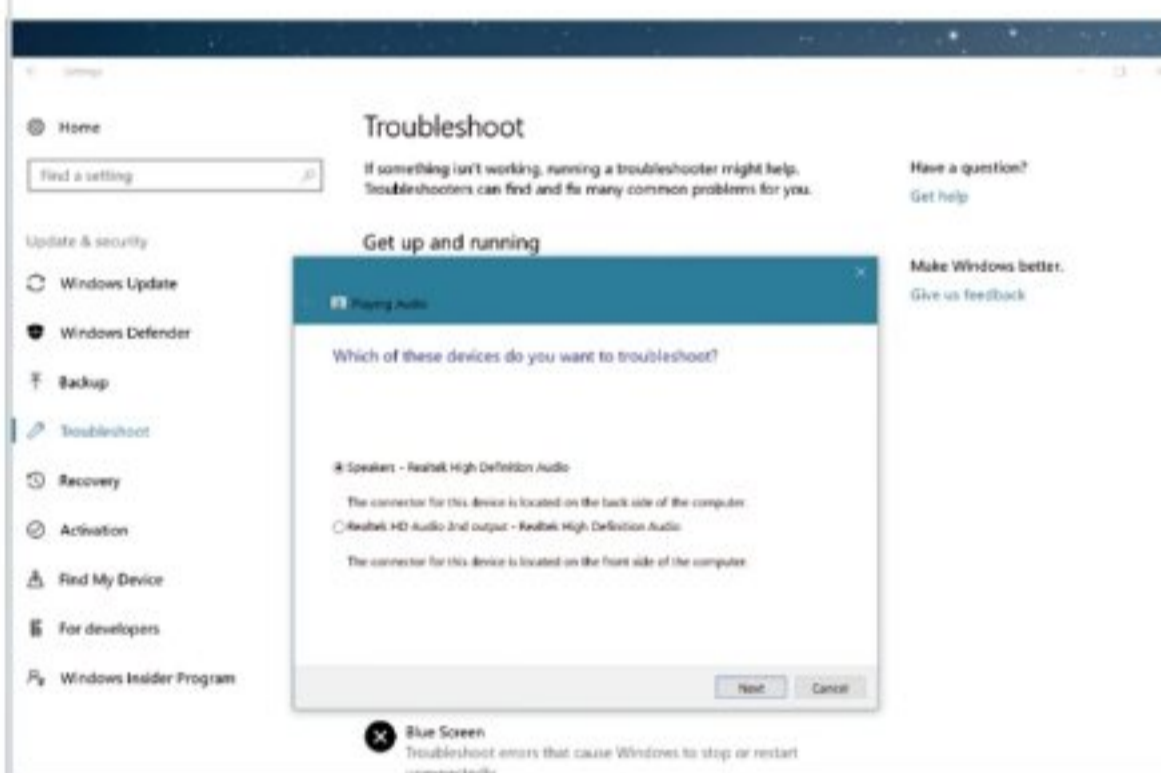 Settings
Home
Find a setting
Update & security
Windows Update
Windows Defender
Backup
Troubleshoot
Recovery
Activation
Find My Device
For developers
Windows Insider Program
Troubleshoot
If something isn't working, running a troubleshooter might help.
Troubleshooters can find and fix many common problems for you.
Get up and running
Playing Audio
Which of these devices do you want to troubleshoot?
Speakers - Realtek High Definition Audio
The connector for this device is located on the back side of the computer.
Realtek HD Audio 2nd output - Realtek High Definition Audio
The connector for this device is located on the front side of the computer.
Next Cancel
Blue Screen
Troubleshoot errors that cause Windows to stop or restart
Have a question?
Get help
Make Windows better.
Give us feedback